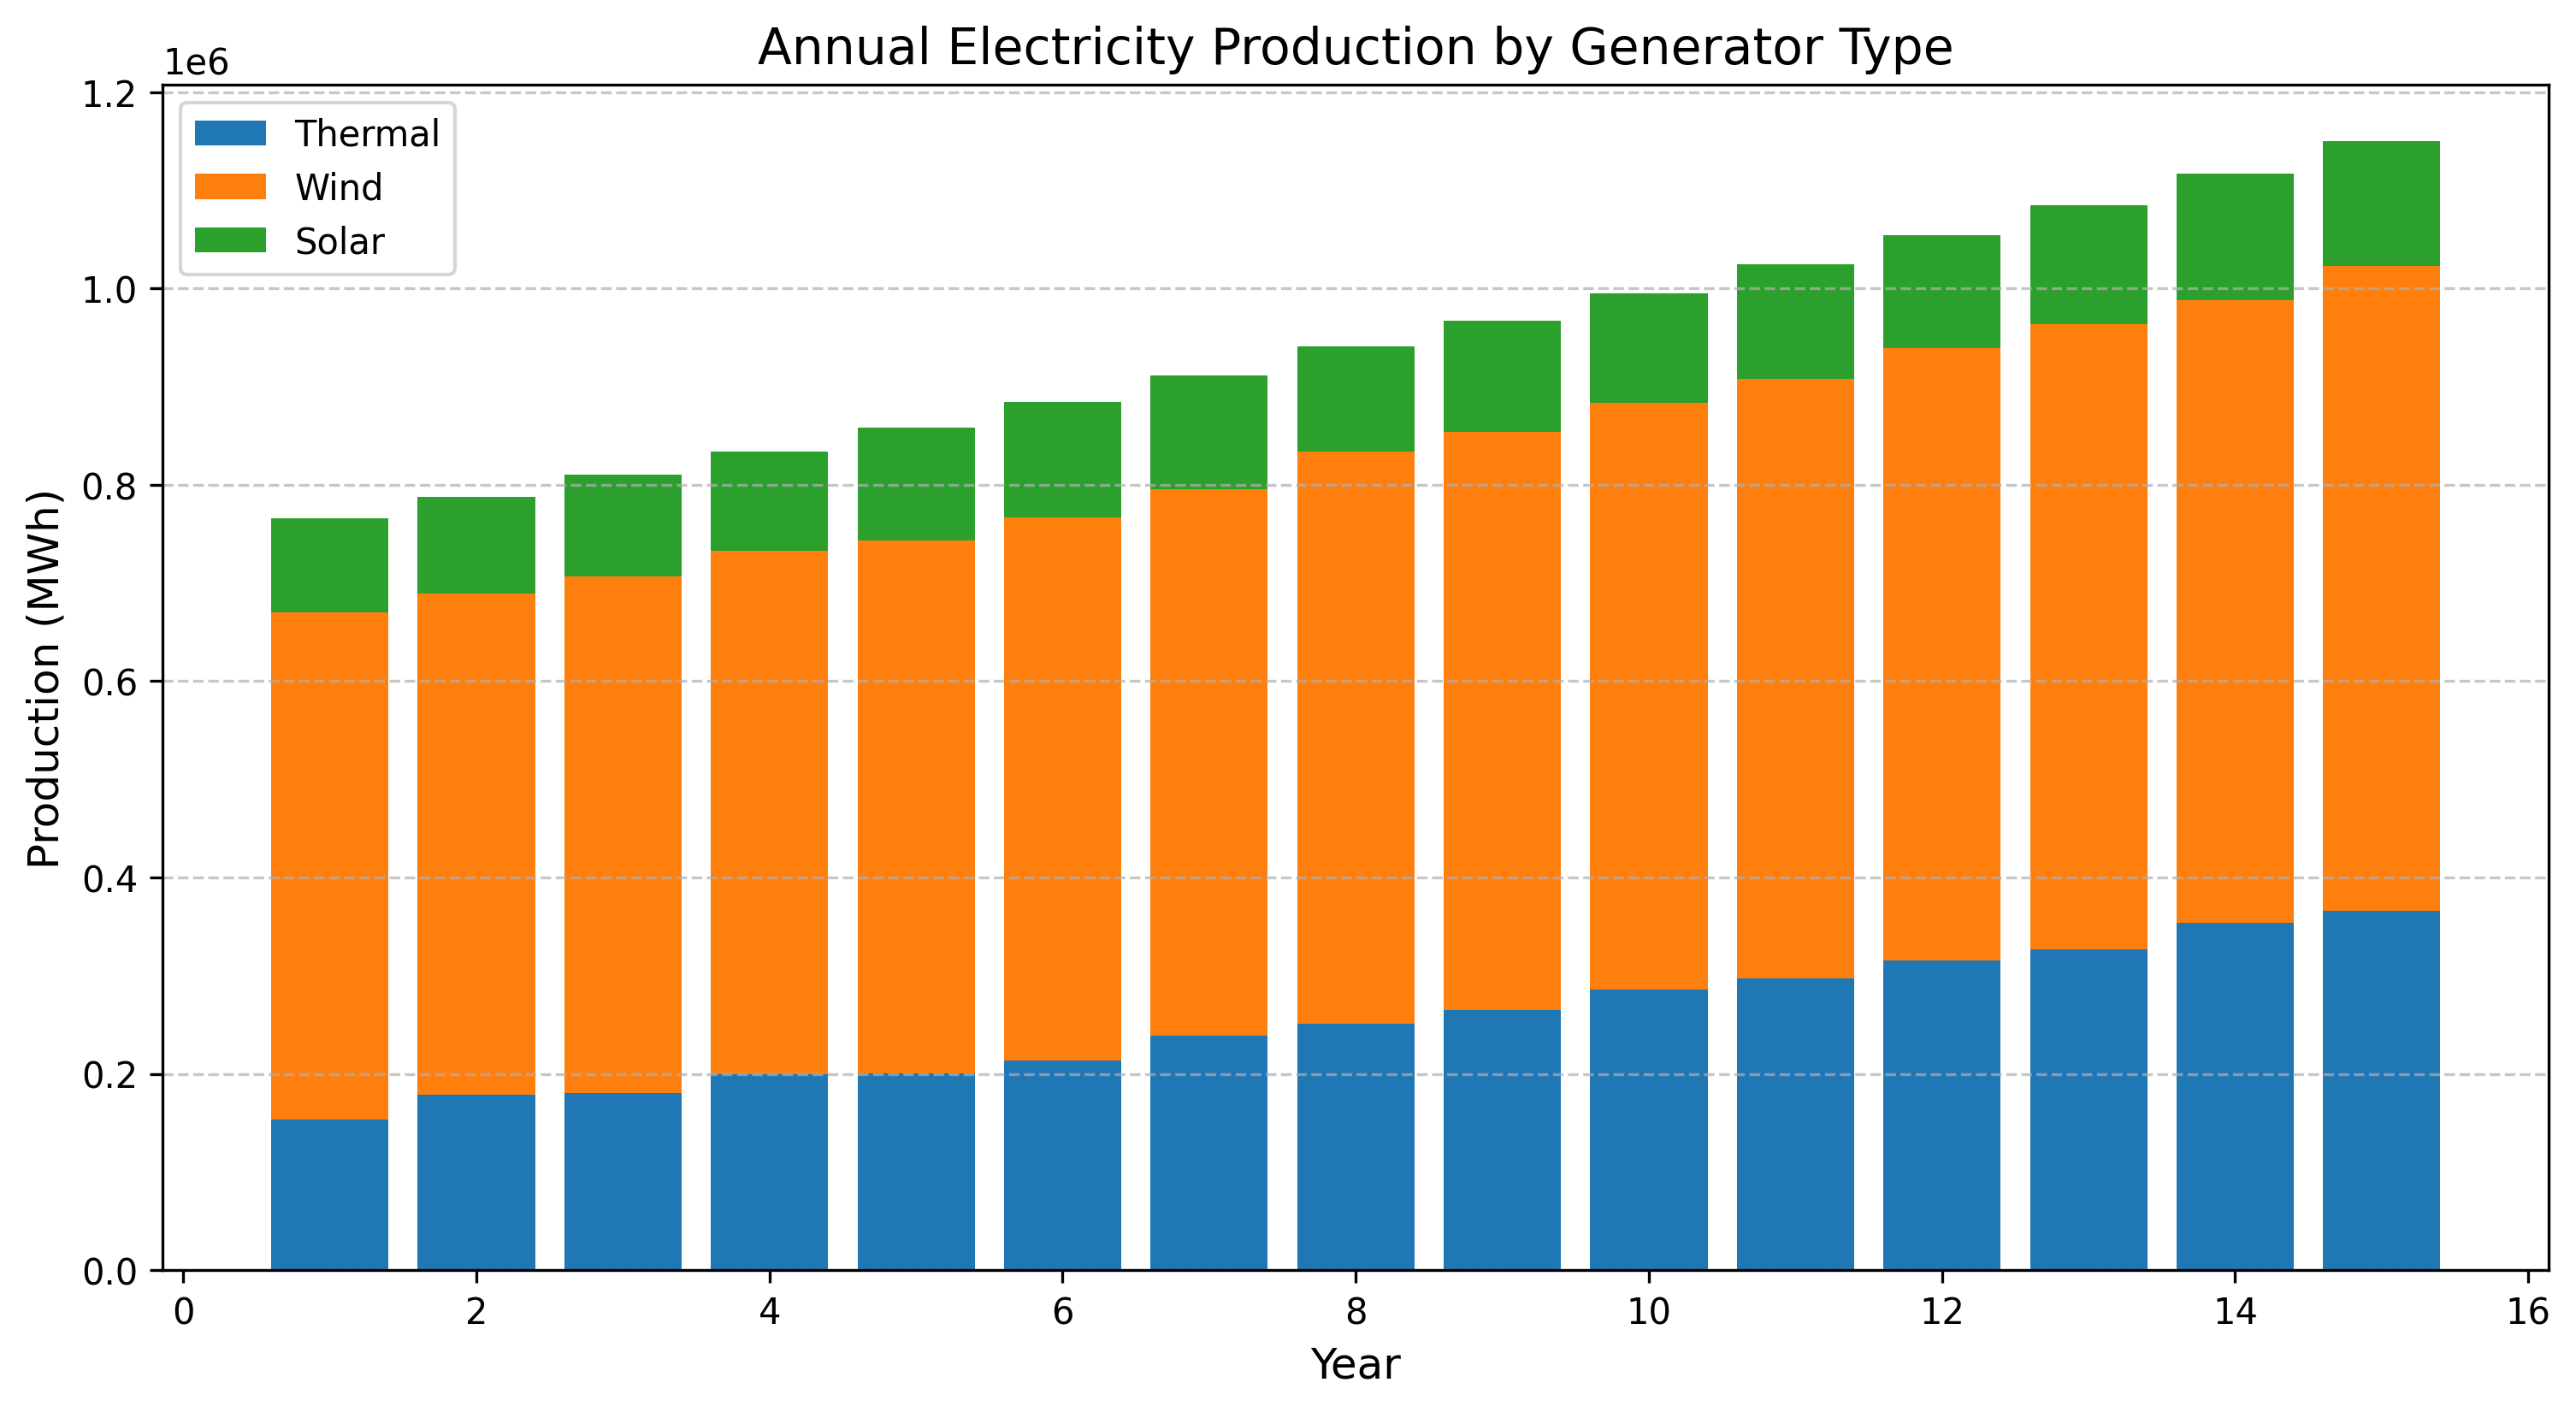 Annual Electricity Production by Generator Type
1e6
1.2
1.0
0.8
0.6
0.4
0.2
0.0
Production (MWh)
Thermal
Wind
Solar
0 2 4 6 8 10 12 14 16
Year